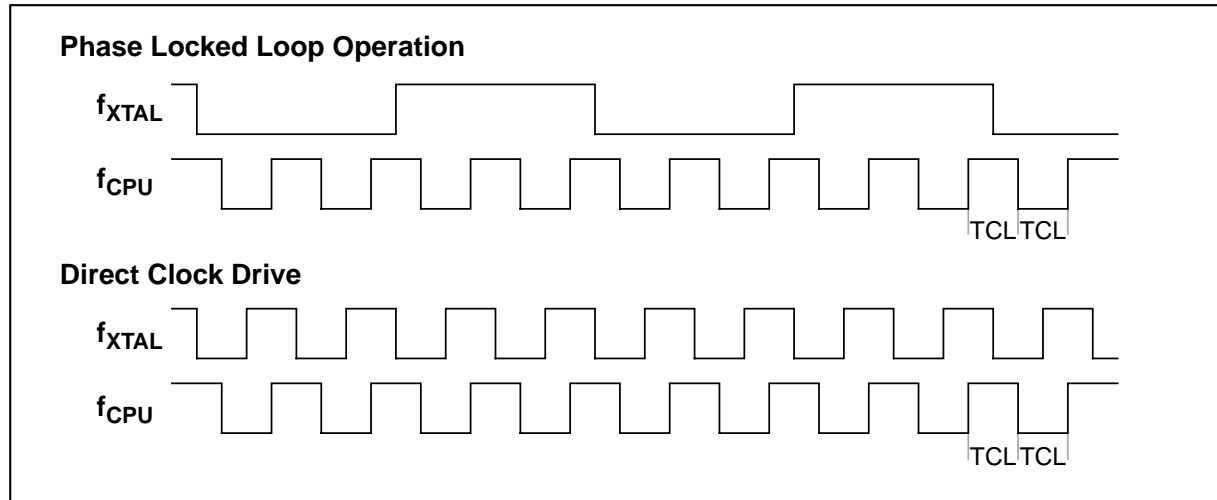 Phase Locked Loop Operation
fXTAL
fCPU
TCL TCL
Direct Clock Drive
fXTAL
fCPU
TCL TCL